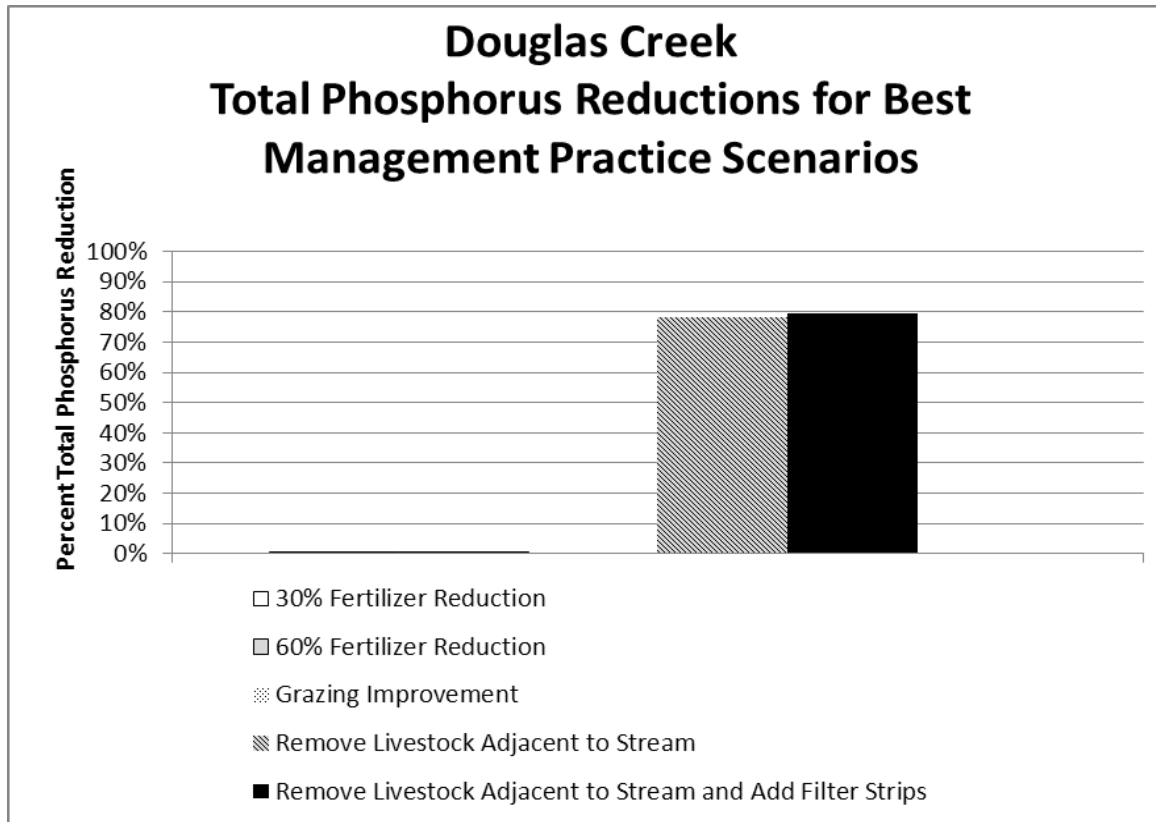 Douglas Creek
Total Phosphorus Reductions for Best
Management Practice Scenarios
Percent Total Phosphorus Reduction
100%
90%
80%
70%
60%
50%
40%
30%
20%
10%
0%
30% Fertilizer Reduction
60% Fertilizer Reduction
Grazing Improvement
Remove Livestock Adjacent to Stream
Remove Livestock Adjacent to Stream and Add Filter Strips